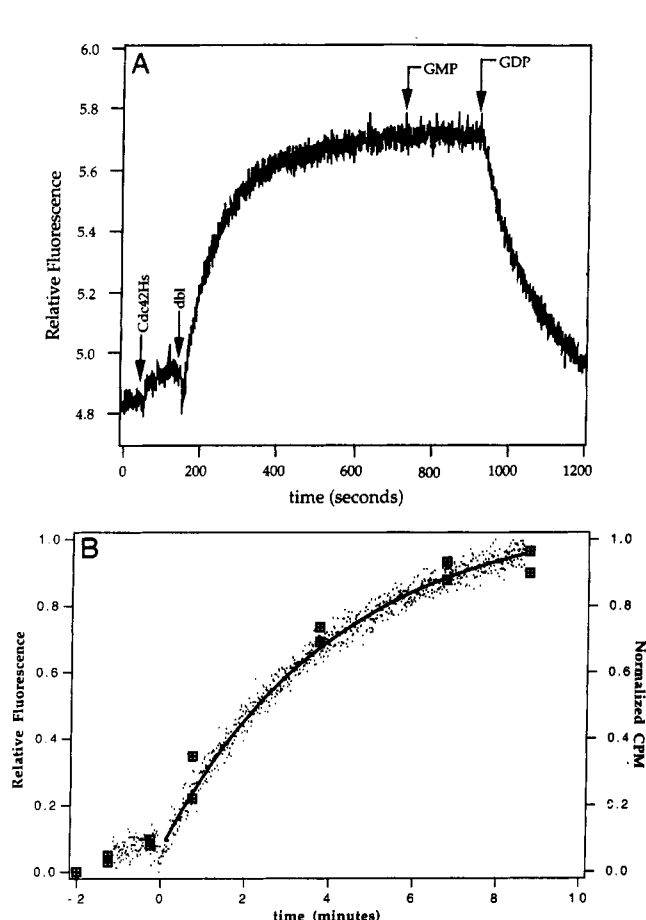 A
6.0
5.8
5.6
5.4
5.2
5.0
4.8
Relative Fluorescence
Cdc42Hs
dbl
GMP
GDP
0 200 400 600 800 1000 1200
time (seconds)
B
1.0
0.8
0.6
0.4
0.2
0.0
Relative Fluorescence
1.0
0.8
0.6
0.4
0.2
0.0
Normalized CPM
-2 0 2 4 6 8 10
time (minutes)